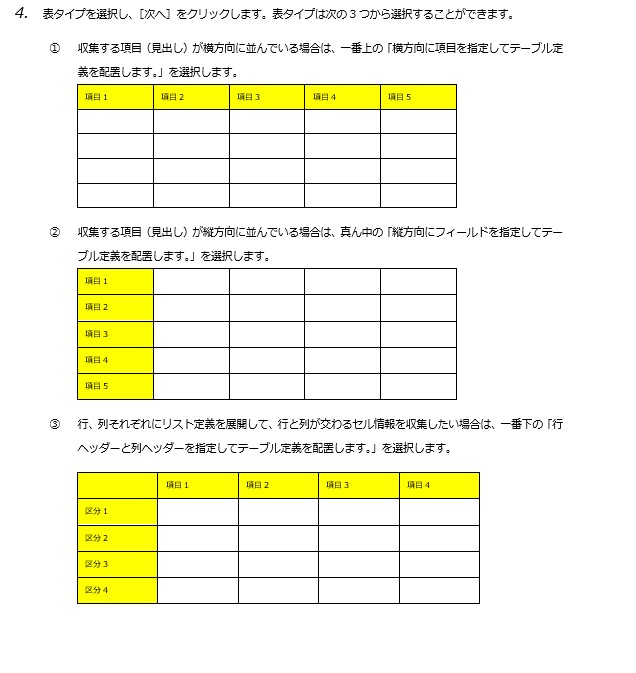 4. 表タイプを選択し、[次へ] をクリックします。表タイプは次の３つから選択することができます。
① 収集する項目（見出し）が横方向に並んでいる場合は、一番上の「横方向に項目を指定してテーブル定
義を配置します。」を選択します。
項目１ 項目２ 項目３ 項目４ 項目５
② 収集する項目（見出し）が縦方向に並んでいる場合は、真ん中の「縦方向にフィールドを指定してテー
ブル定義を配置します。」を選択します。
項目１
項目２
項目３
項目４
項目５
③ 行、列それぞれにリスト定義を展開して、行と列が交わるセル情報を収集したい場合は、一番下の「行
ヘッダーと列ヘッダーを指定してテーブル定義を配置します。」を選択します。
項目１ 項目２ 項目３ 項目４
区分１
区分２
区分３
区分４